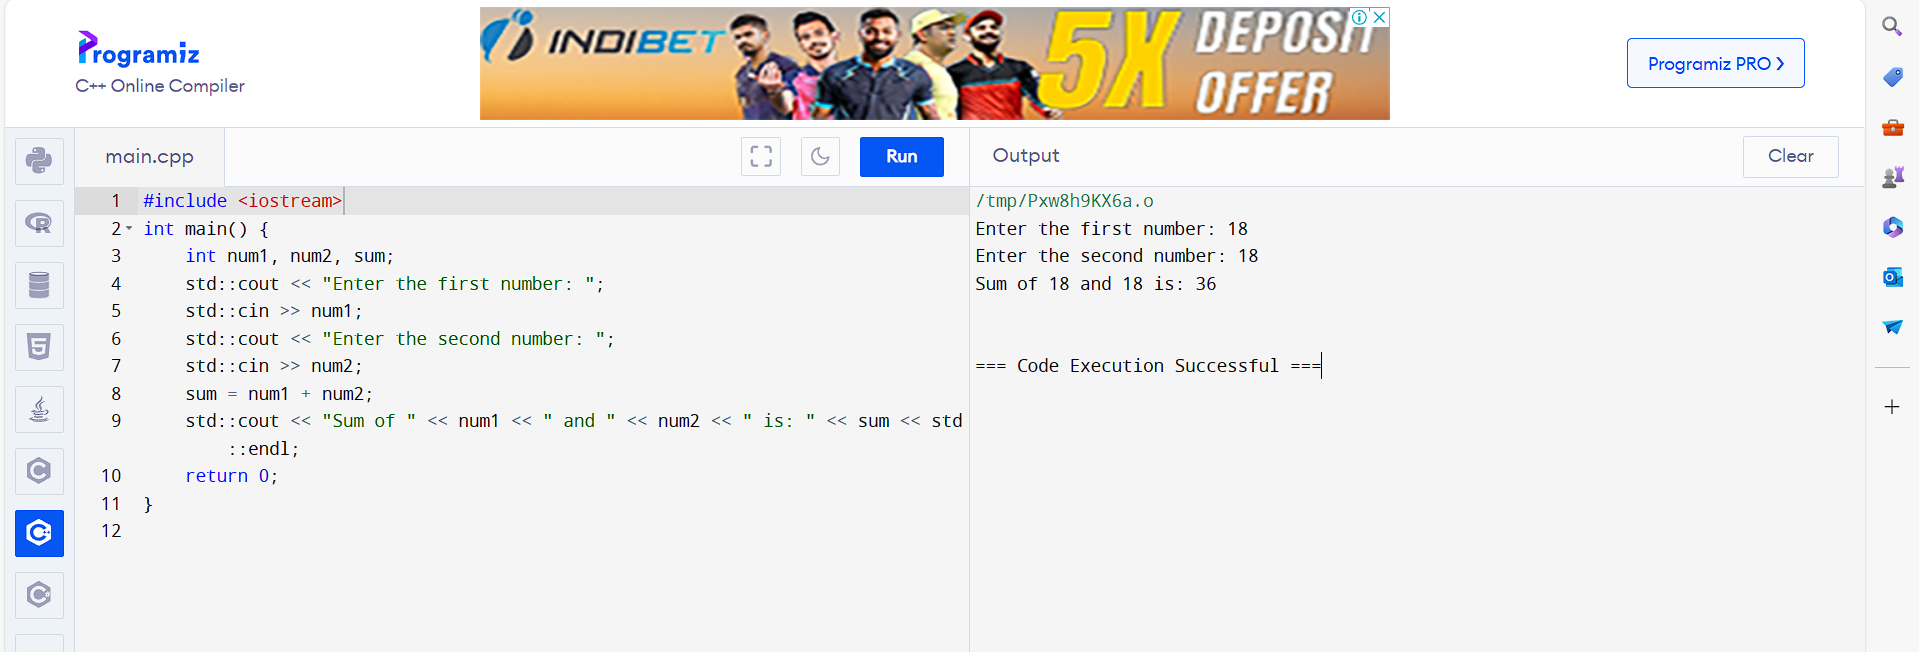 Programiz
C++ Online Compiler
INDIBET
5X
DEPOSIT
OFFER
Programiz PRO
main.cpp
Run
Output
Clear
1 #include <iostream>
2 int main() {
3 int num1, num2, sum;
4 std::cout << "Enter the first number: ";
5 std::cin >> num1;
6 std::cout << "Enter the second number: ";
7 std::cin >> num2;
8 sum = num1 + num2;
9 std::cout << "Sum of " << num1 << " and " << num2 << " is: " << sum << std
::endl;
10 return 0;
11 }
12
/tmp/Pxw8h9KX6a.o
Enter the first number: 18
Enter the second number: 18
Sum of 18 and 18 is: 36
=== Code Execution Successful ===